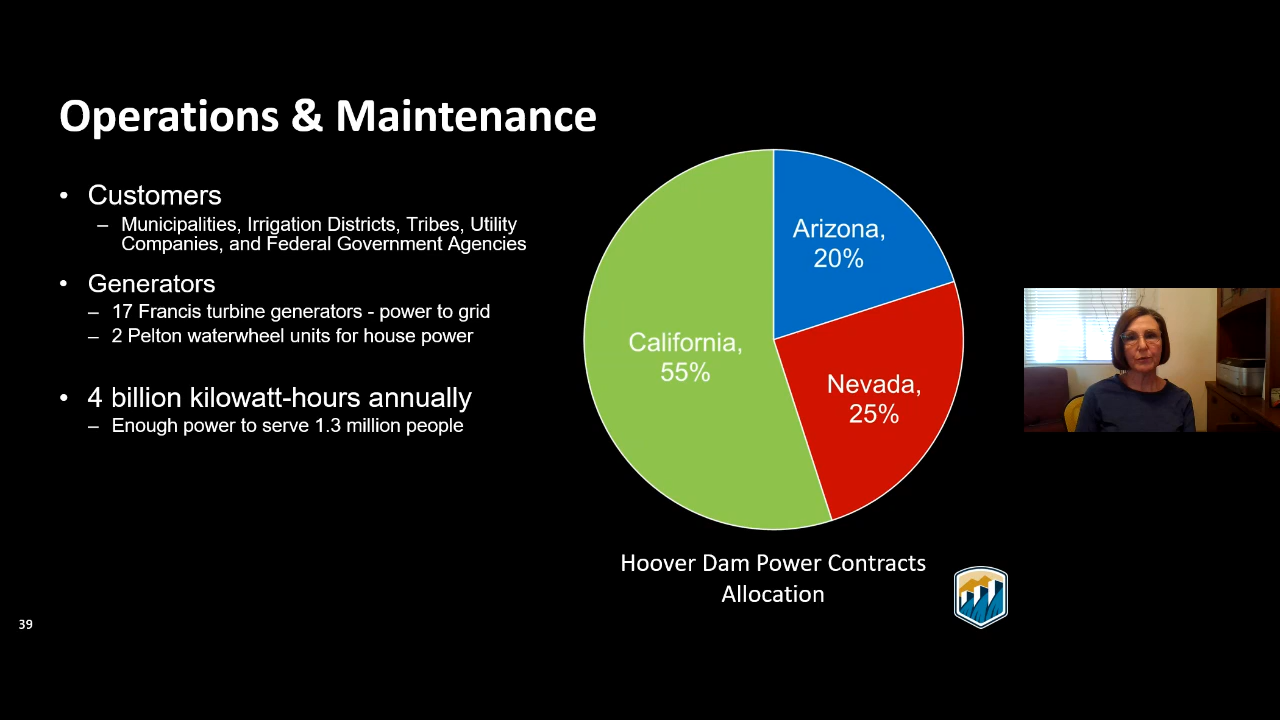 Operations & Maintenance
• Customers
– Municipalities, Irrigation Districts, Tribes, Utility
Companies, and Federal Government Agencies
• Generators
– 17 Francis turbine generators - power to grid
– 2 Pelton waterwheel units for house power
• 4 billion kilowatt-hours annually
– Enough power to serve 1.3 million people
Arizona,
20%
California,
55%
Nevada,
25%
Hoover Dam Power Contracts
Allocation
39